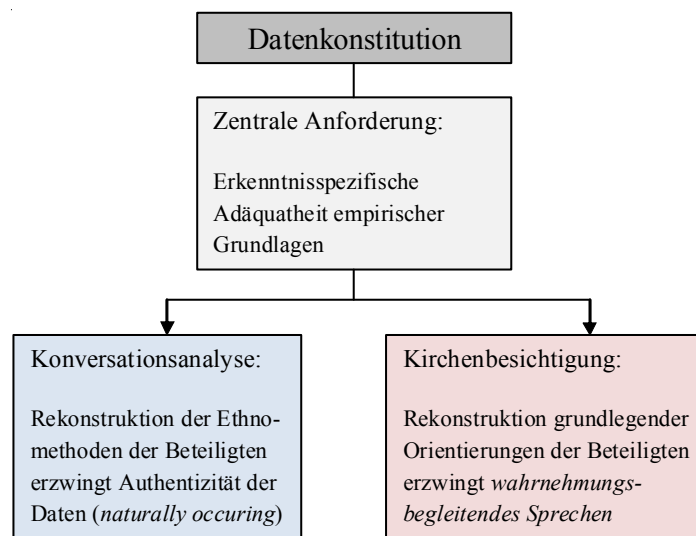 Datenkonstitution
Zentrale Anforderung:
Erkenntnisspezifische
Adäquatheit empirischer
Grundlagen
Konversationsanalyse:
Rekonstruktion der Ethno-
methoden der Beteiligten
erzwingt Authentizität der
Daten (naturally occuring)
Kirchenbesichtigung:
Rekonstruktion grundlegender
Orientierungen der Beteiligten
erzwingt wahrnehmungs-
begleitendes Sprechen